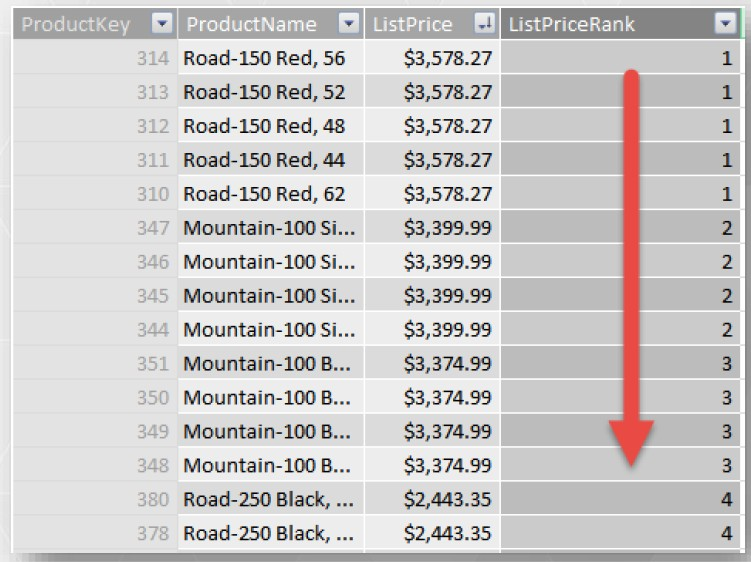 ProductKey ProductName ListPrice ListPriceRank
314 Road-150 Red, 56 $3,578.27 1
313 Road-150 Red, 52 $3,578.27 1
312 Road-150 Red, 48 $3,578.27 1
311 Road-150 Red, 44 $3,578.27 1
310 Road-150 Red, 62 $3,578.27 1
347 Mountain-100 Si... $3,399.99 2
346 Mountain-100 Si... $3,399.99 2
345 Mountain-100 Si... $3,399.99 2
344 Mountain-100 Si... $3,399.99 2
351 Mountain-100 B... $3,374.99 3
350 Mountain-100 B... $3,374.99 3
349 Mountain-100 B... $3,374.99 3
348 Mountain-100 B... $3,374.99 3
380 Road-250 Black, ... $2,443.35 4
378 Road-250 Black, ... $2,443.35 4